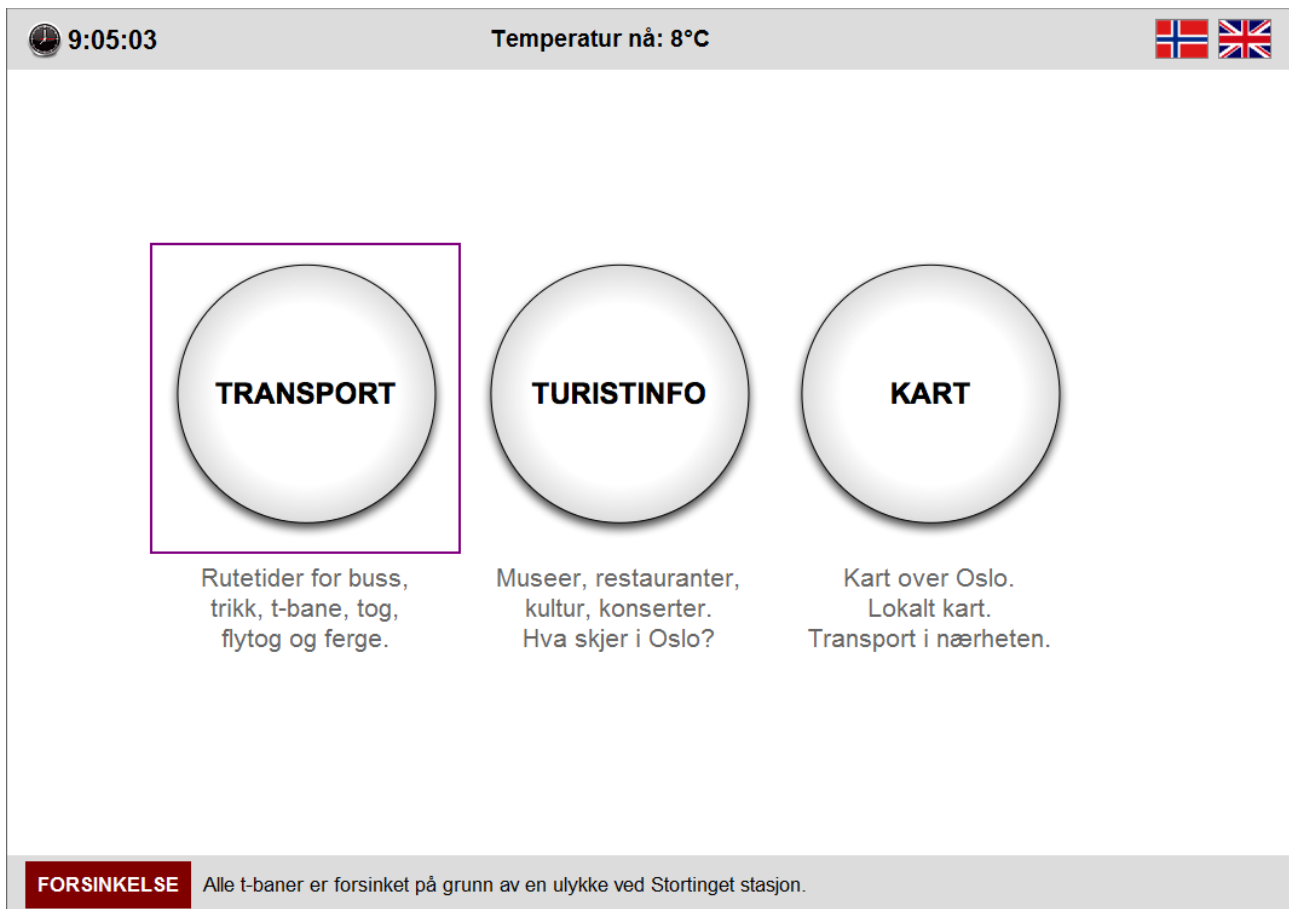 9:05:03
Temperatur nå: 8°C
TRANSPORT
Rutetider for buss,
trikk, t-bane, tog,
flytog og ferge.
TURISTINFO
Museer, restauranter,
kultur, konserter.
Hva skjer i Oslo?
KART
Kart over Oslo.
Lokalt kart.
Transport i nærheten.
FORSINKELSE
Alle t-baner er forsinket på grunn av en ulykke ved Stortinget stasjon.